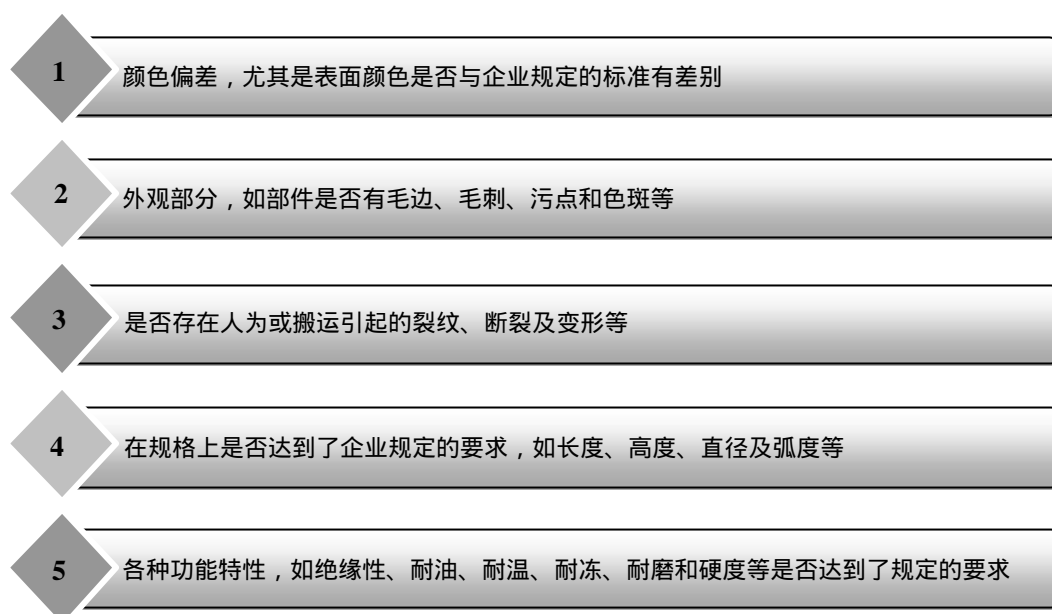 1 颜色偏差，尤其是表面颜色是否与企业规定的标准有差别
2 外观部分，如部件是否有毛边、毛刺、污点和色斑等
3 是否存在人为或搬运引起的裂纹、断裂及变形等
4 在规格上是否达到了企业规定的要求，如长度、高度、直径及弧度等
5 各种功能特性，如绝缘性、耐油、耐温、耐冻、耐磨和硬度等是否达到了规定的要求